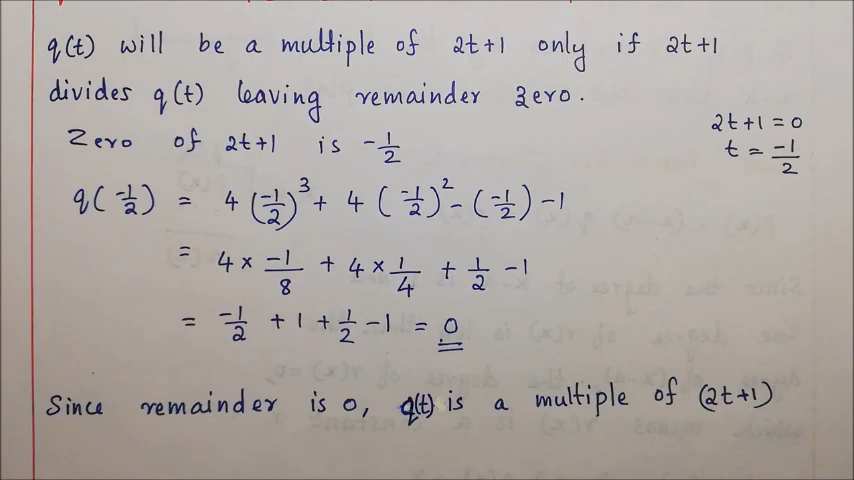 q(t) will be a multiple of 2t+1 only if 2t+1
divides q(t) leaving remainder zero.
2t+1 = 0
Zero of 2t+1 is -1/2
t = -1/2
q(-1/2) = 4(-1/2)^3 + 4(-1/2)^2 - (-1/2) - 1
= 4 × -1/8 + 4 × 1/4 + 1/2 - 1
= -1/2 + 1 + 1/2 - 1 = 0
Since remainder is 0, q(t) is a multiple of (2t+1)